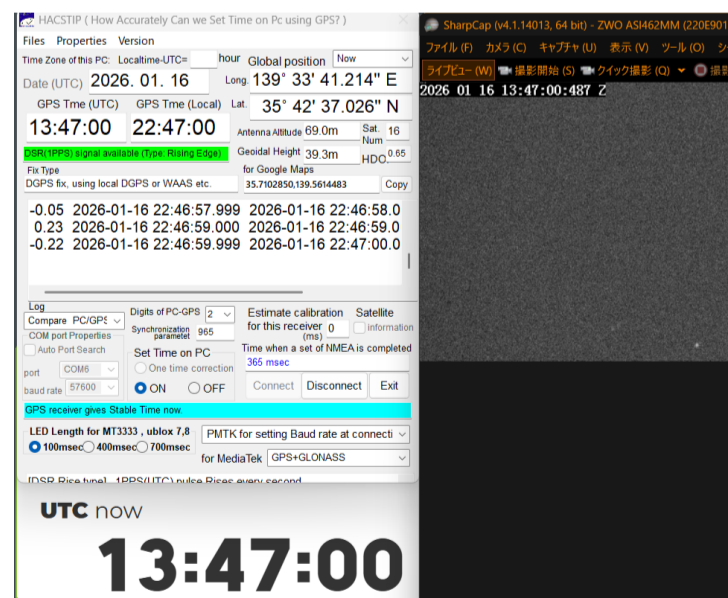 HACSTIP ( How Accurately Can we Set Time on Pc using GPS? )
Files Properties Version
Time Zone of this PC: Localtime-UTC= hour Global position Now
Date (UTC) 2026. 01. 16 Long. 139° 33' 41.214" E
GPS Tme (UTC) GPS Tme (Local) Lat. 35° 42' 37.026" N
13:47:00 22:47:00 Antenna Altitude 69.0m Sat. Num 16
DSR(1PPS) signal available (Type: Rising Edge) Geoidal Height 39.3m HDO 0.65
Fix Type for Google Maps
DGPS fix, using local DGPS or WAAS etc. 35.7102850,139.5614483 Copy
-0.05 2026-01-16 22:46:57.999 2026-01-16 22:46:58.0
0.23 2026-01-16 22:46:59.000 2026-01-16 22:46:59.0
-0.22 2026-01-16 22:46:59.999 2026-01-16 22:47:00.0
Log
Compare PC/GPS Digits of PC-GPS 2 Estimate calibration for this receiver (ms) 0 Satellite information
COM port Properties Synchronization parametet 965
Auto Port Search Set Time on PC Time when a set of NMEA is completed
port COM6 One time correction 365 msec
baud rate 57600 ON OFF Connect Disconnect Exit
GPS receiver gives Stable Time now.
LED Length for MT3333 , ublox 7,8 PMTK for setting Baud rate at connecti
100msec 400msec 700msec for MediaTek GPS+GLONASS
[DSR Rise type] 1PPS(UTC) pulse Rises every second
UTC now
13:47:00
SharpCap (v4.1.14013, 64 bit) - ZWO ASI462MM (220E901
ファイル (F) カメラ (C) キャプチャ (U) 表示 (V) ツール (O) シ
ライブビュー (W) 撮影開始 (S) クイック撮影 (Q) 撮影
2026 01 16 13:47:00:487 Z